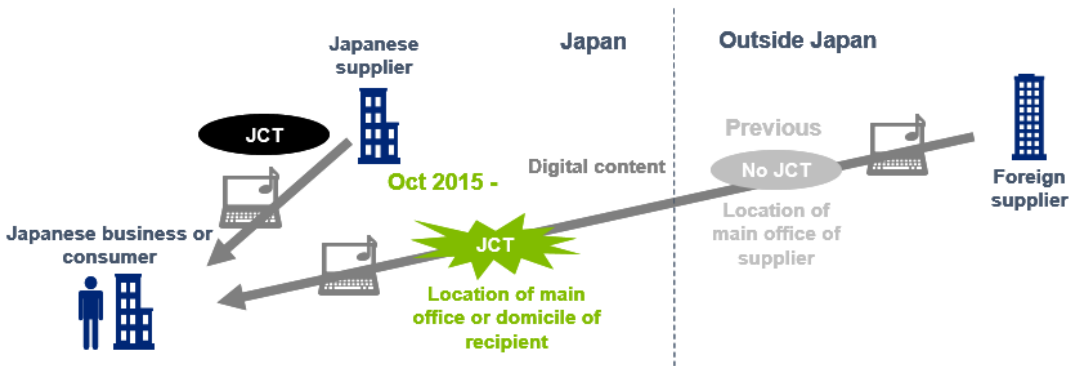 Japanese
supplier
Japan
Outside Japan
JCT
Previous
Digital content
No JCT
Oct 2015 -
Foreign
supplier
Location of
main office of
supplier
Japanese business or
consumer
JCT
Location of main
office or domicile of
recipient